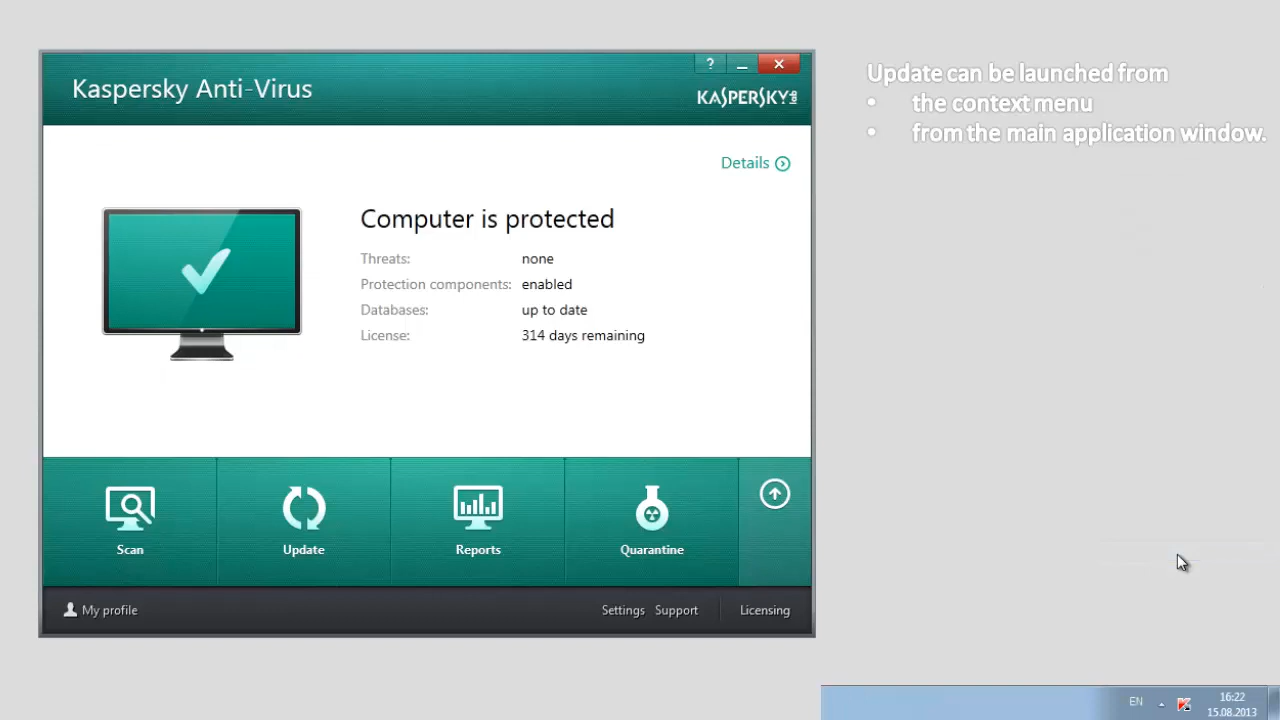 Kaspersky Anti-Virus
?
KASPERSKY lab
Update can be launched from
• the context menu
• from the main application window.
Details
Computer is protected
Threats: none
Protection components: enabled
Databases: up to date
License: 314 days remaining
Scan
Update
Reports
Quarantine
My profile
Settings
Support
Licensing
EN
16:22
15.08.2013